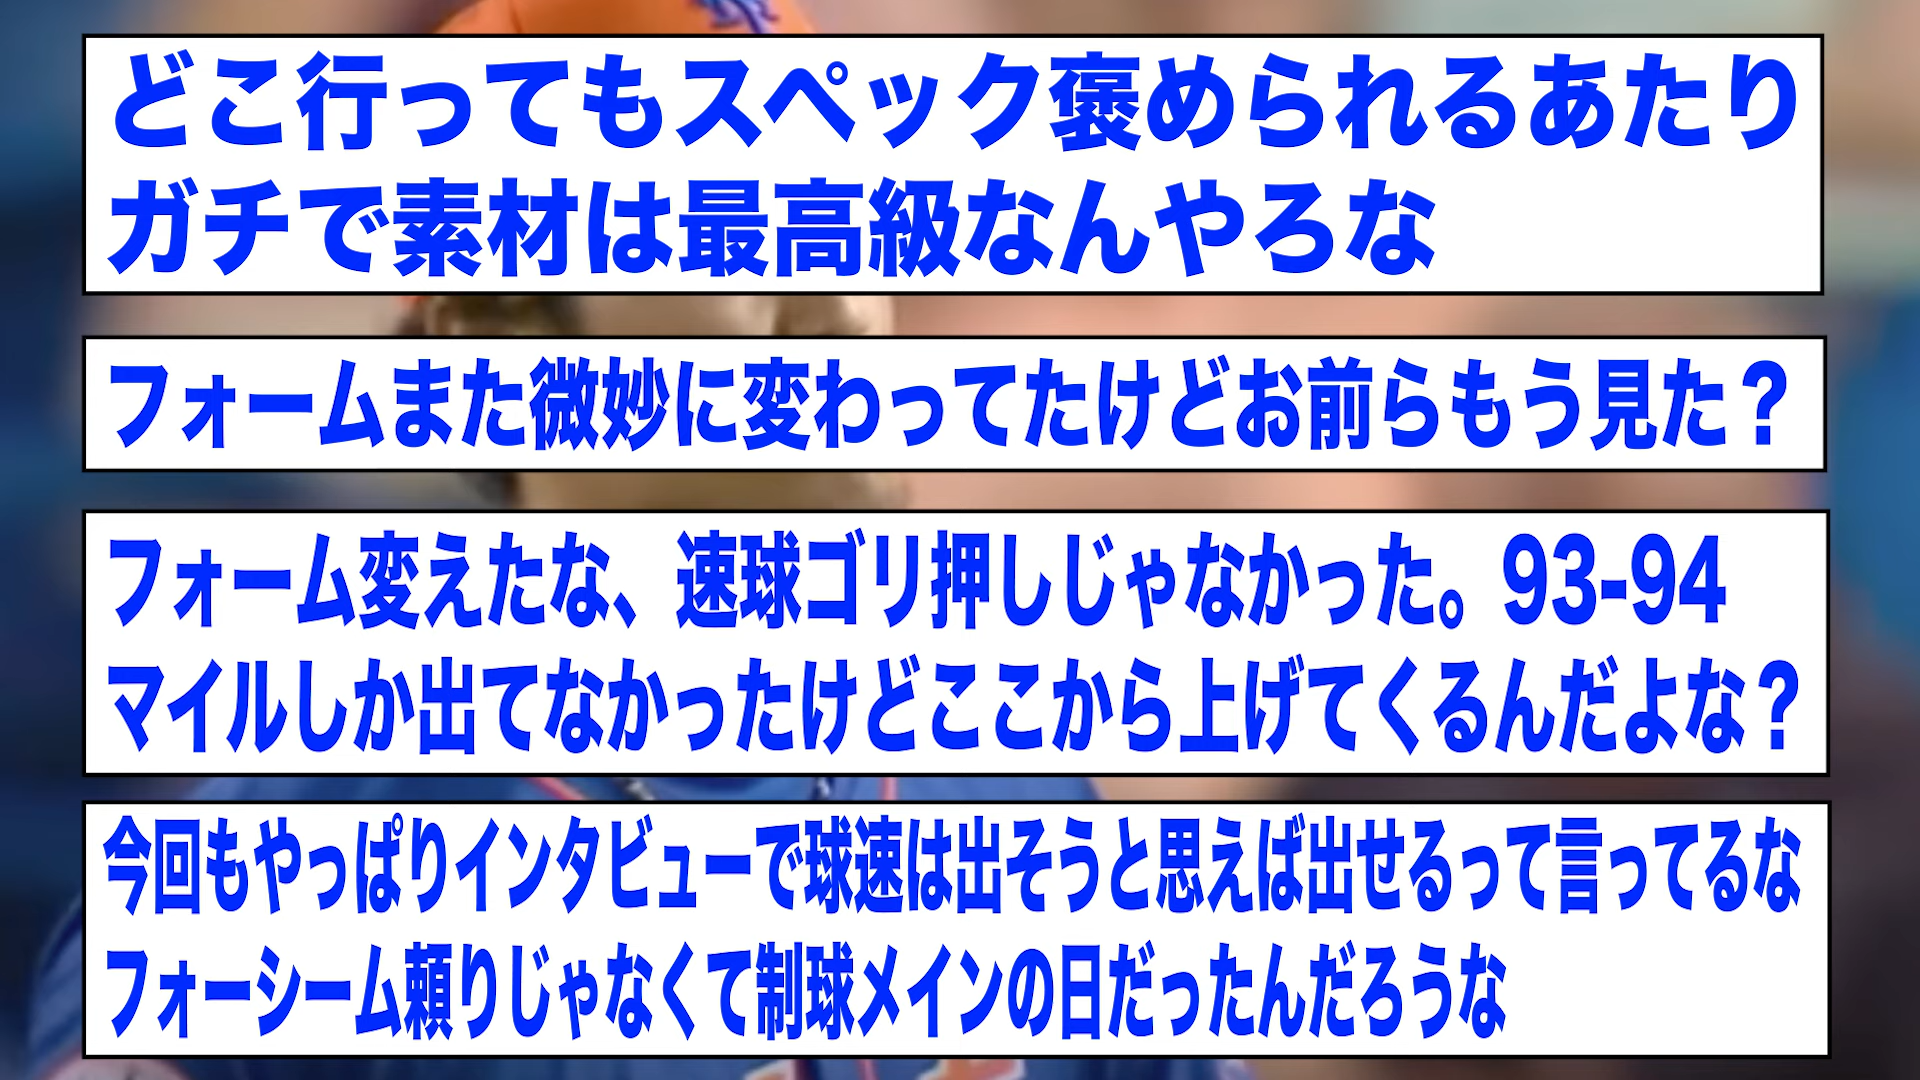 どこ行ってもスペック褒められるあたり
ガチで素材は最高級なんやろな
フォームまた微妙に変わってたけどお前らもう見た？
フォーム変えたな、速球ゴリ押しじゃなかった。93-94
マイルしか出てなかったけどここから上げてくるんだよな？
今回もやっぱりインタビューで球速は出そうと思えば出せるって言ってるな
フォーシーム頼りじゃなくて制球メインの日だったんだろうな